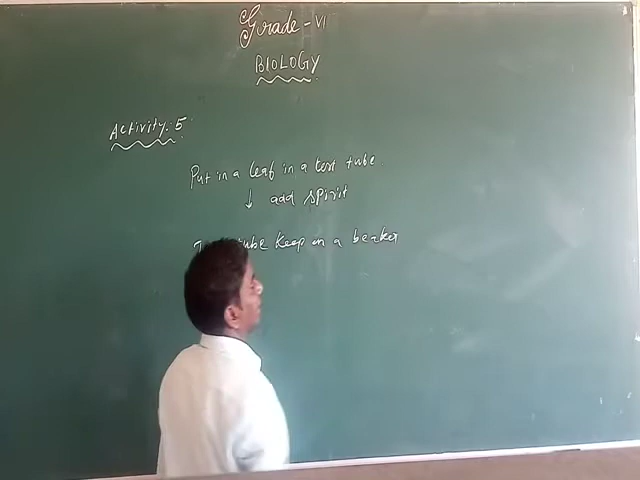 Grade - VI
BIOLOGY
Activity: 5
Put in a leaf in a test tube
↓ add spirit
tube keep in a beaker